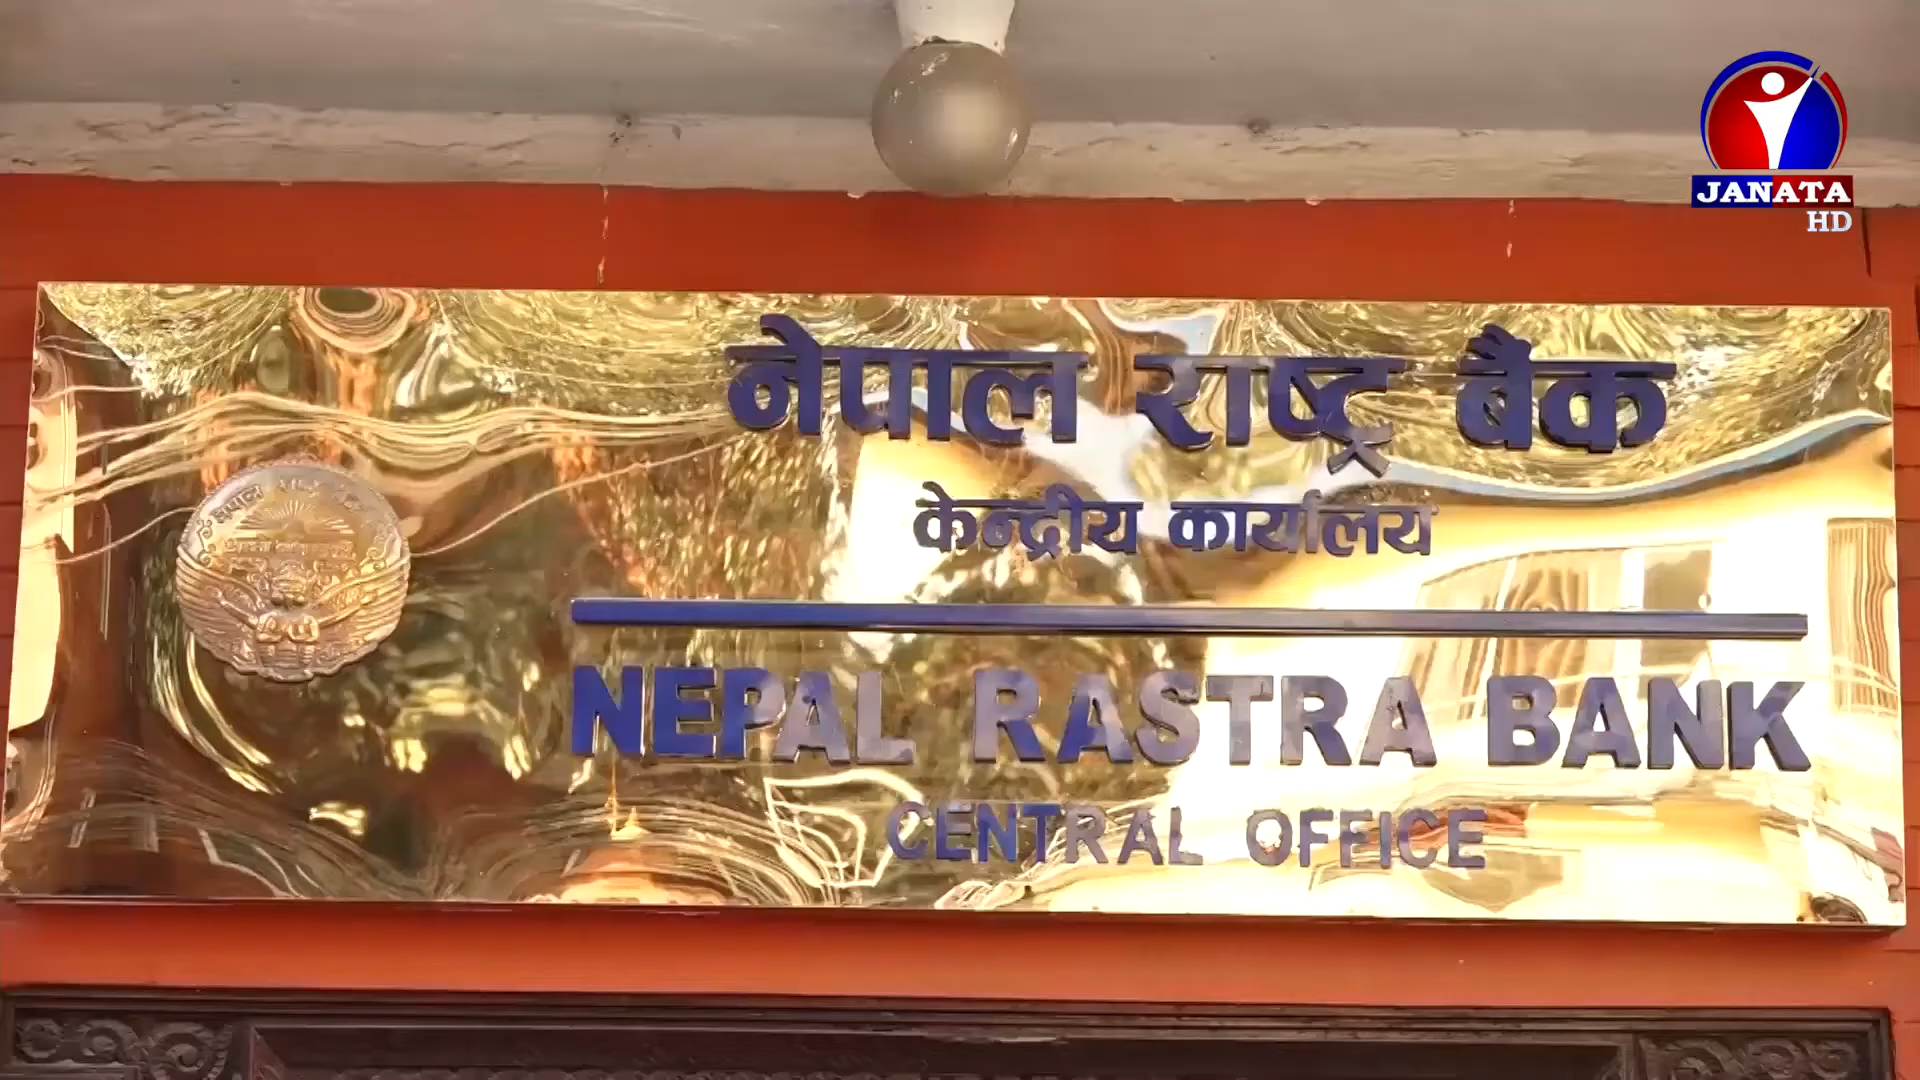 JANATA
HD
नेपाल राष्ट्र बैंक
केन्द्रीय कार्यालय
NEPAL RASTRA BANK
CENTRAL OFFICE